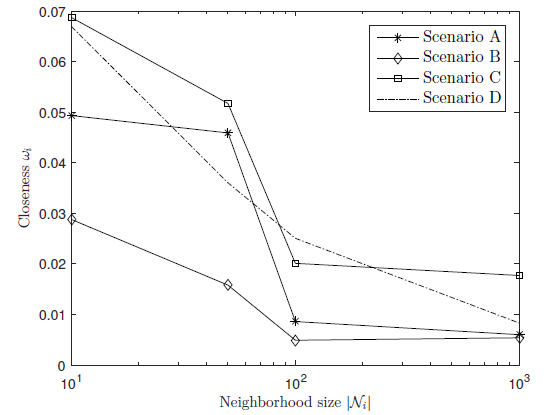 0.07
0.06
0.05
0.04
0.03
0.02
0.01
0
Closeness ωᵢ
Scenario A
Scenario B
Scenario C
Scenario D
10¹
10²
10³
Neighborhood size |𝒩ᵢ|